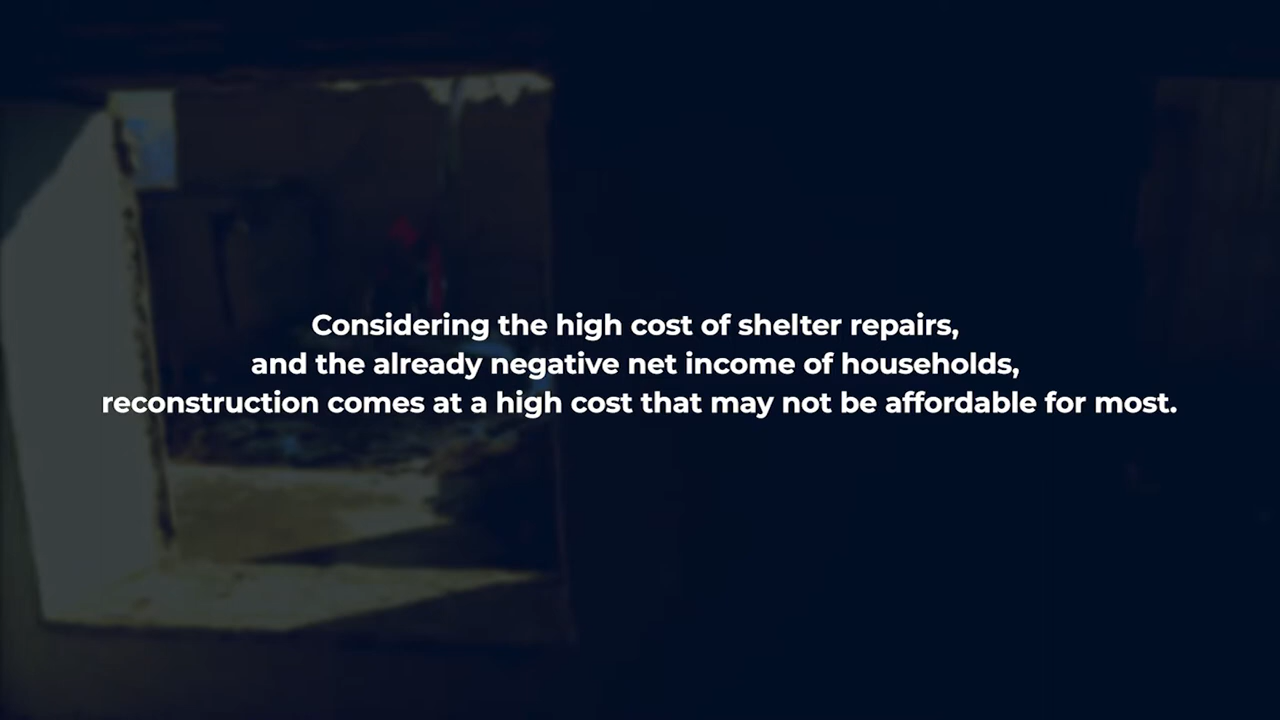 Considering the high cost of shelter repairs,
and the already negative net income of households,
reconstruction comes at a high cost that may not be affordable for most.